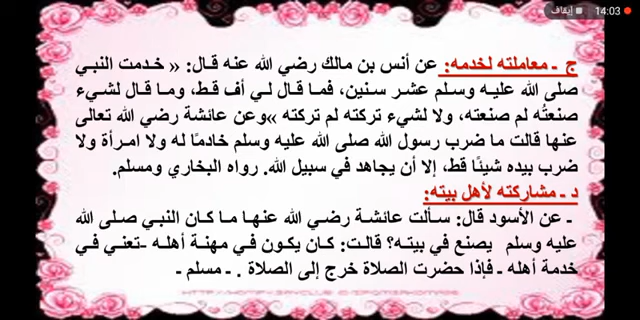 إيقاف 14:03
ج ـ معاملته لخدمه: عن أنس بن مالك رضي الله عنه قال: « خدمت النبي
صلى الله عليه وسلم عشر سنين، فما قال لي أف قط، وما قال لشيء
صنعتُه لم صنعته، ولا لشيء تركته لم تركته »وعن عائشة رضي الله تعالى
عنها قالت ما ضرب رسول الله صلى الله عليه وسلم خادمًا له ولا امرأة ولا
ضرب بيده شيئًا قط، إلا أن يجاهد في سبيل الله. رواه البخاري ومسلم.
د ـ مشاركته لأهل بيته:
ـ عن الأسود قال: سألت عائشة رضي الله عنها ما كان النبي صلى الله
عليه وسلم يصنع في بيته؟ قالت: كان يكون في مهنة أهله -تعني في
خدمة أهله ـ فإذا حضرت الصلاة خرج إلى الصلاة . ـ مسلم ـ